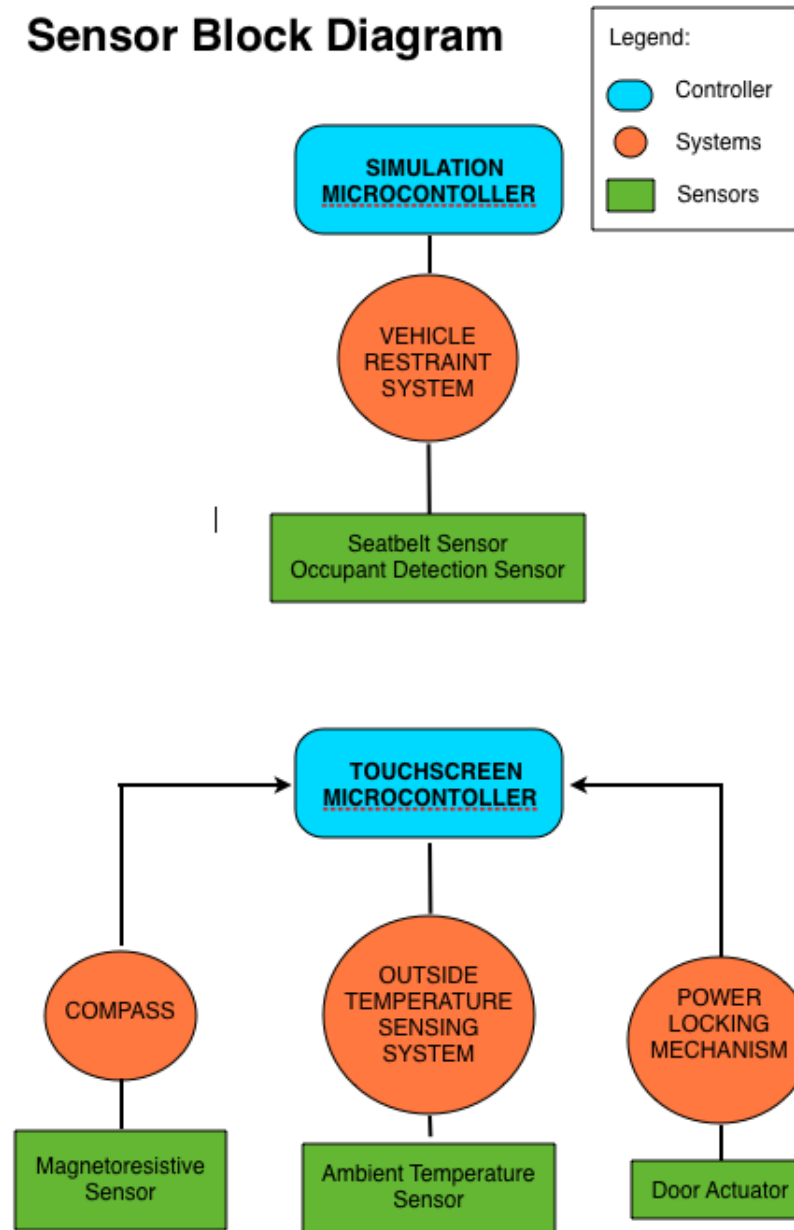 Sensor Block Diagram
Legend:
Controller
Systems
Sensors
SIMULATION
MICROCONTOLLER
VEHICLE
RESTRAINT
SYSTEM
Seatbelt Sensor
Occupant Detection Sensor
TOUCHSCREEN
MICROCONTOLLER
COMPASS
OUTSIDE
TEMPERATURE
SENSING
SYSTEM
POWER
LOCKING
MECHANISM
Magnetoresistive
Sensor
Ambient Temperature
Sensor
Door Actuator